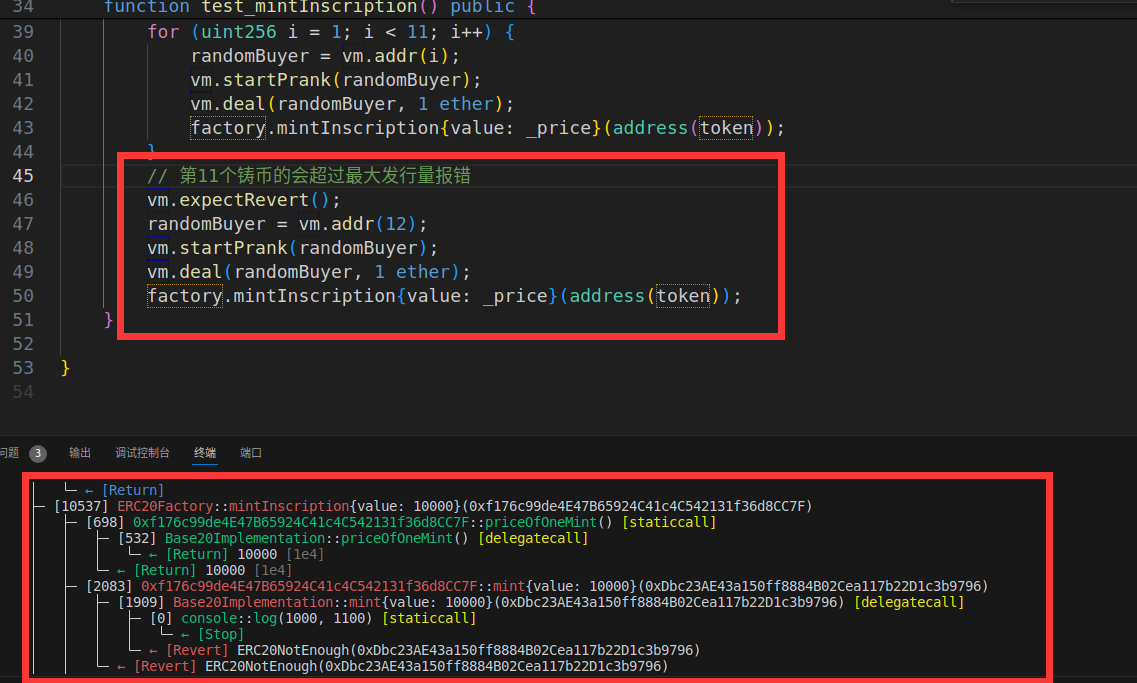 34 function test_mintInscription() public {
39 for (uint256 i = 1; i < 11; i++) {
40 randomBuyer = vm.addr(i);
41 vm.startPrank(randomBuyer);
42 vm.deal(randomBuyer, 1 ether);
43 factory.mintInscription{value: _price}(address(token));
44 }
45 // 第11个铸币的会超过最大发行量报错
46 vm.expectRevert();
47 randomBuyer = vm.addr(12);
48 vm.startPrank(randomBuyer);
49 vm.deal(randomBuyer, 1 ether);
50 factory.mintInscription{value: _price}(address(token));
51 }
52
53 }
54
问题 3 输出 调试控制台 终端 端口
└─ ← [Return]
├─ [10537] ERC20Factory::mintInscription{value: 10000}(0xf176c99de4E47B65924C41c4C542131f36d8CC7F)
│ ├─ [698] 0xf176c99de4E47B65924C41c4C542131f36d8CC7F::priceOfOneMint() [staticcall]
│ │ ├─ [532] Base20Implementation::priceOfOneMint() [delegatecall]
│ │ │ └─ ← [Return] 10000 [1e4]
│ │ └─ ← [Return] 10000 [1e4]
│ ├─ [2083] 0xf176c99de4E47B65924C41c4C542131f36d8CC7F::mint{value: 10000}(0xDbc23AE43a150ff8884B02Cea117b22D1c3b9796)
│ │ ├─ [1909] Base20Implementation::mint{value: 10000}(0xDbc23AE43a150ff8884B02Cea117b22D1c3b9796) [delegatecall]
│ │ │ ├─ [0] console::log(1000, 1100) [staticcall]
│ │ │ │ └─ ← [Stop]
│ │ │ └─ ← [Revert] ERC20NotEnough(0xDbc23AE43a150ff8884B02Cea117b22D1c3b9796)
│ │ └─ ← [Revert] ERC20NotEnough(0xDbc23AE43a150ff8884B02Cea117b22D1c3b9796)